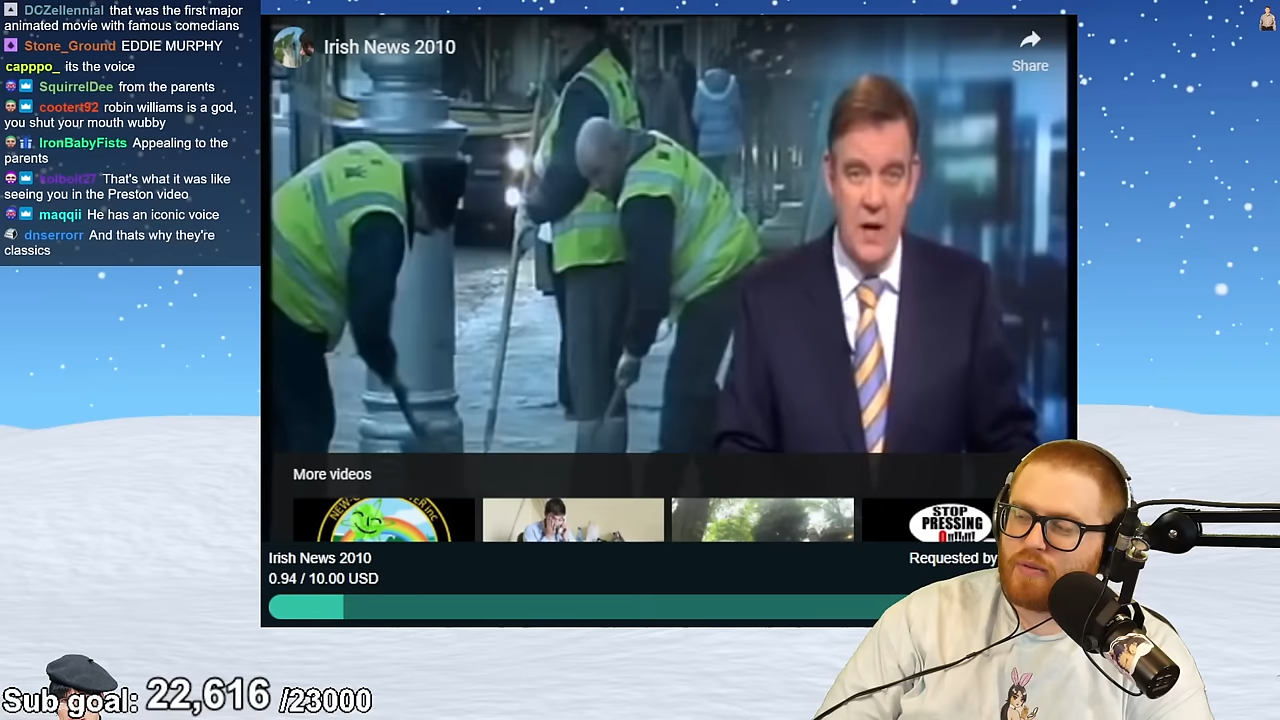 DCZellennial that was the first major
animated movie with famous comedians
Stone_Ground EDDIE MURPHY
capppo_ its the voice
SquirrelDee from the parents
cootert92 robin williams is a god,
you shut your mouth wubby
IronBabyFists Appealing to the
parents
kolbolt27 That's what it was like
seeing you in the Preston video
maqqii He has an iconic voice
dnserrorr And thats why they're
classics
Irish News 2010
Share
More videos
STOP
PRESSING
Irish News 2010
Requested by
0.94 / 10.00 USD
Sub goal: 22,616 /23000